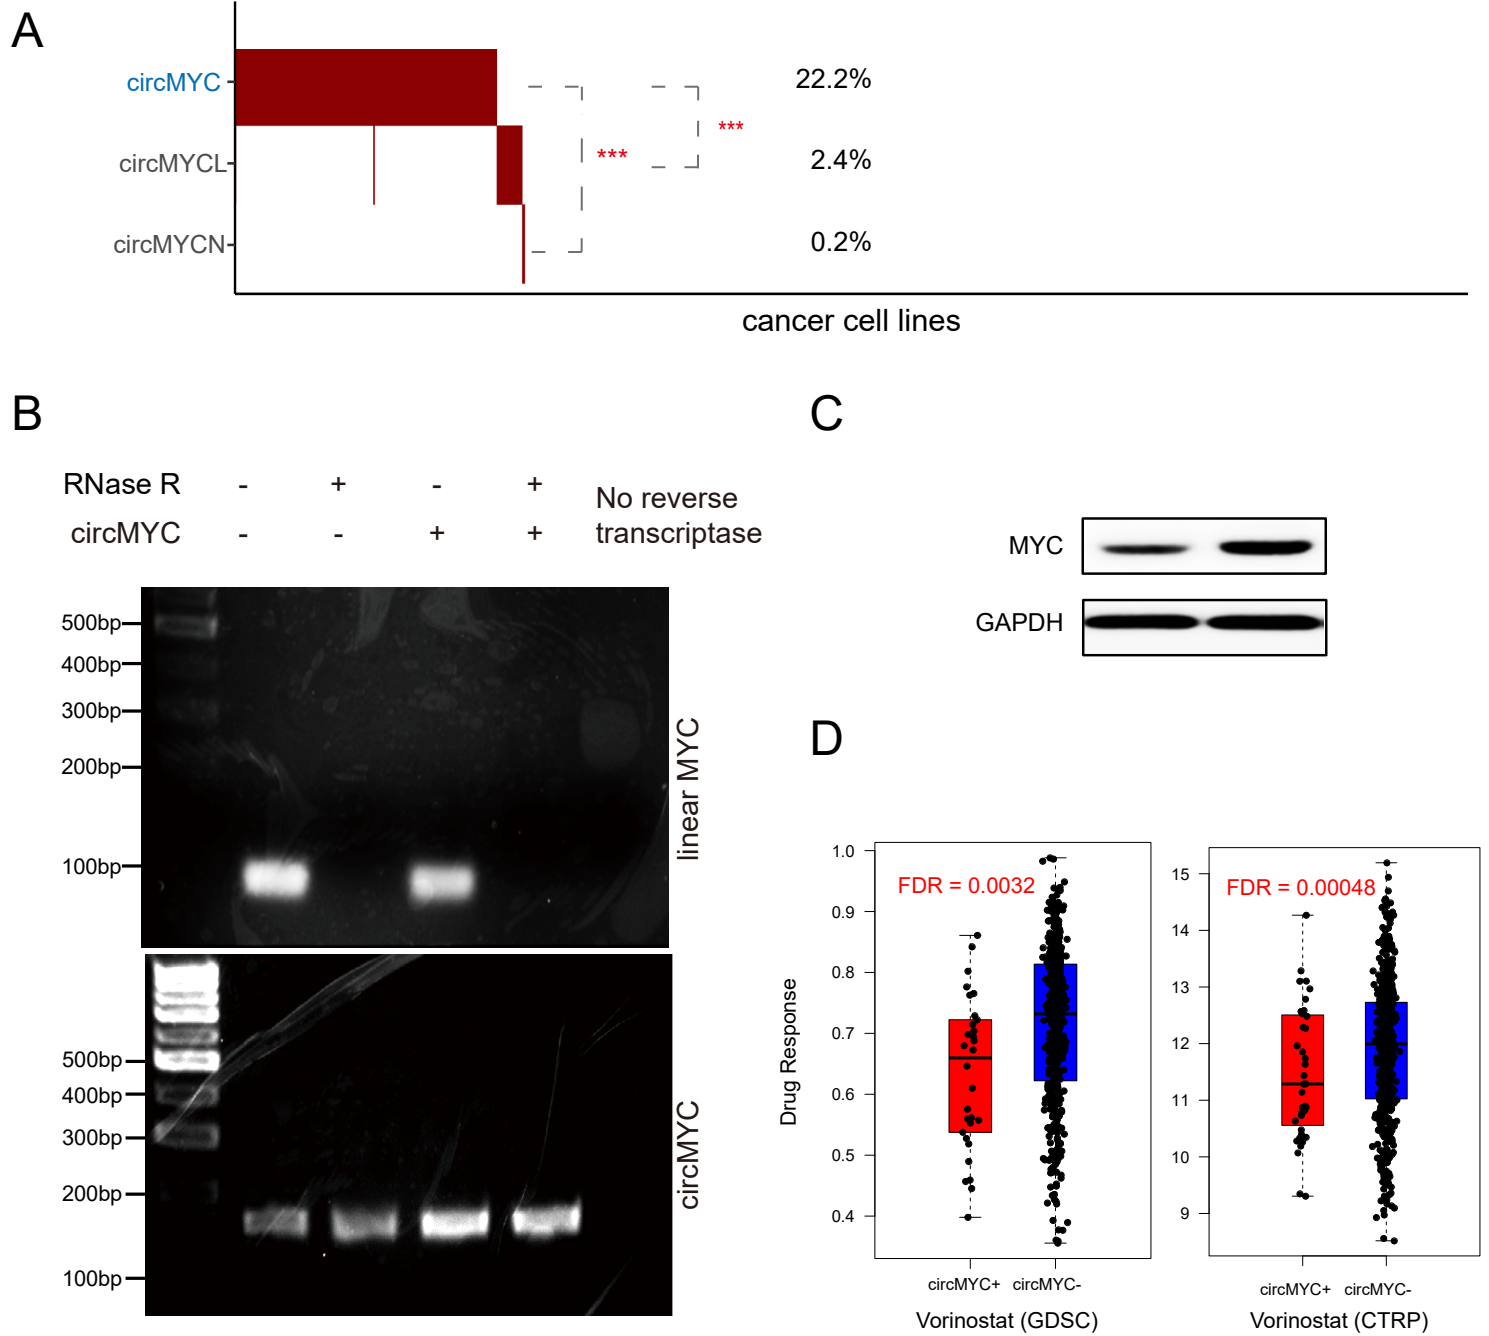 A
circMYC
22.2%
***
circMYCL
***
2.4%
circMYCN
0.2%
cancer cell lines
B
RNase R - + - +
circMYC - - + +
No reverse
transcriptase
500bp
400bp
300bp
200bp
100bp
linear MYC
500bp
400bp
300bp
200bp
100bp
circMYC
C
MYC
GAPDH
D
Drug Response
1.0
0.9
0.8
0.7
0.6
0.5
0.4
FDR = 0.0032
circMYC+ circMYC-
Vorinostat (GDSC)
15
14
13
12
11
10
9
FDR = 0.00048
circMYC+ circMYC-
Vorinostat (CTRP)